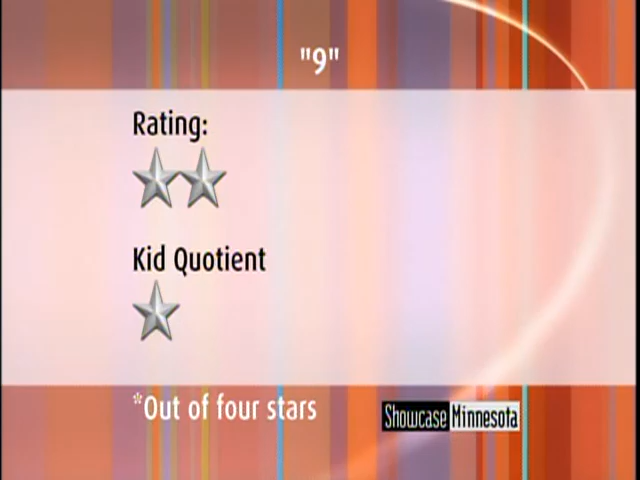 "9"
Rating:
Kid Quotient
*Out of four stars
Showcase Minnesota